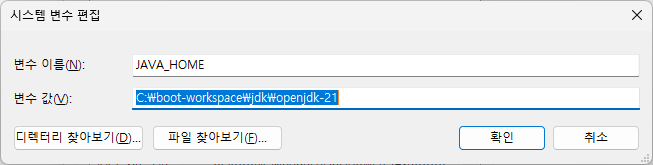 시스템 변수 편집
변수 이름(N): JAVA_HOME
변수 값(V): C:₩boot-workspace₩jdk₩openjdk-21
디렉터리 찾아보기(D)... 파일 찾아보기(F)... 확인 취소